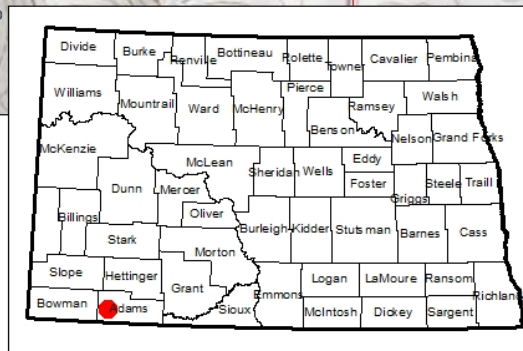 Divide Burke Renville Bottineau Rolette Towner Cavalier Pembina
Williams Mountrail Ward McHenry Pierce Ramsey Walsh
Benson Nelson Grand Forks
McKenzie McLean Sheridan Wells Eddy
Dunn Mercer Foster Griggs Steele Traill
Billings Oliver Burleigh Kidder Stutsman Barnes Cass
Stark Morton
Slope Hettinger Grant Logan LaMoure Ransom Richland
Bowman Adams Sioux Emmons McIntosh Dickey Sargent